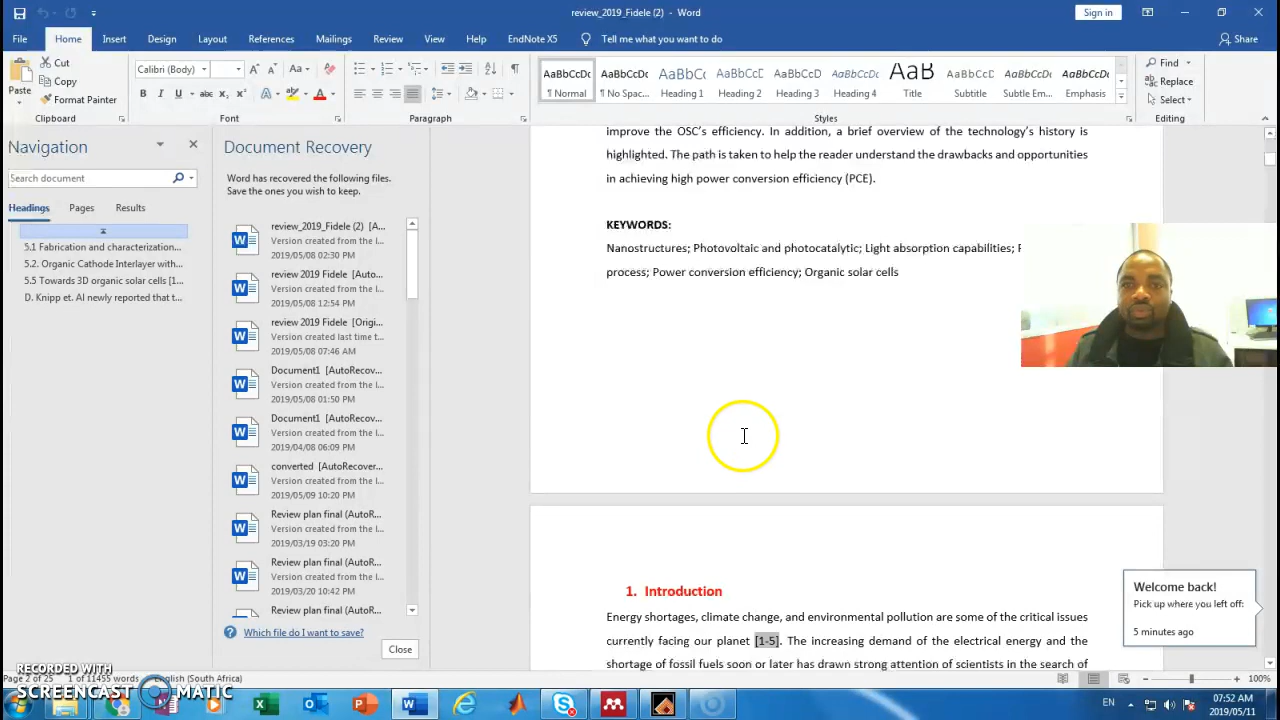 review_2019_Fidele (2) - Word
Sign in
File Home Insert Design Layout References Mailings Review View Help EndNote X5 Tell me what you want to do Share
Paste
Cut
Copy
Format Painter
Calibri (Body)
AaBbCcDc AaBbCcDc AaBbCc AaBbCcD AaBbCcD AaBbCcDc AaB AaBbCcD AaBbCcDc AaBbCcDc
¶ Normal ¶ No Spac... Heading 1 Heading 2 Heading 3 Heading 4 Title Subtitle Subtle Em... Emphasis
Find
Replace
Select
Clipboard Font Paragraph Styles Editing
Navigation
Search document
Headings Pages Results
5.1 Fabrication and characterization...
5.2. Organic Cathode Interlayer with...
5.5 Towards 3D organic solar cells [1...
D. Knipp et. Al newly reported that t...
Document Recovery
Word has recovered the following files.
Save the ones you wish to keep.
review_2019_Fidele (2) [A...
Version created from the l...
2019/05/08 02:30 PM
review 2019 Fidele [Auto...
Version created from the l...
2019/05/08 12:54 PM
review 2019 Fidele [Origi...
Version created last time t...
2019/05/08 07:46 AM
Document1 [AutoRecov...
Version created from the l...
2019/05/08 01:50 PM
Document1 [AutoRecov...
Version created from the l...
2019/04/08 06:09 PM
converted [AutoRecover...
Version created from the l...
2019/05/09 10:20 PM
Review plan final (AutoR...
Version created from the l...
2019/03/19 03:20 PM
Review plan final (AutoR...
Version created from the l...
2019/03/20 10:42 PM
Review plan final (AutoR...
Which file do I want to save?
Close
improve the OSC's efficiency. In addition, a brief overview of the technology's history is
highlighted. The path is taken to help the reader understand the drawbacks and opportunities
in achieving high power conversion efficiency (PCE).
KEYWORDS:
Nanostructures; Photovoltaic and photocatalytic; Light absorption capabilities;
process; Power conversion efficiency; Organic solar cells
1. Introduction
Energy shortages, climate change, and environmental pollution are some of the critical issues
currently facing our planet [1-5]. The increasing demand of the electrical energy and the
shortage of fossil fuels soon or later has drawn strong attention of scientists in the search of
Welcome back!
Pick up where you left off:
5 minutes ago
RECORDED WITH
SCREENCAST MATIC
Page 2 of 25 1 of 11455 words English (South Africa)
100%
EN
07:52 AM
2019/05/11